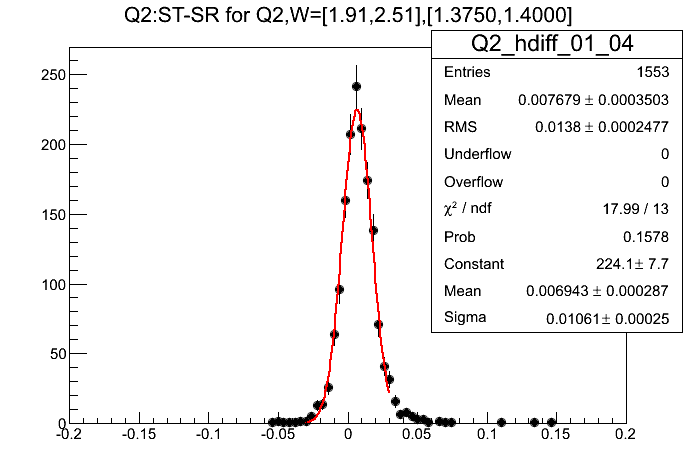 Q2:ST-SR for Q2,W=[1.91,2.51],[1.3750,1.4000]
Q2_hdiff_01_04
Entries 1553
Mean 0.007679 ± 0.0003503
RMS 0.0138 ± 0.0002477
Underflow 0
Overflow 0
χ² / ndf 17.99 / 13
Prob 0.1578
Constant 224.1± 7.7
Mean 0.006943 ± 0.000287
Sigma 0.01061± 0.00025
250
200
150
100
50
0
-0.2 -0.15 -0.1 -0.05 0 0.05 0.1 0.15 0.2